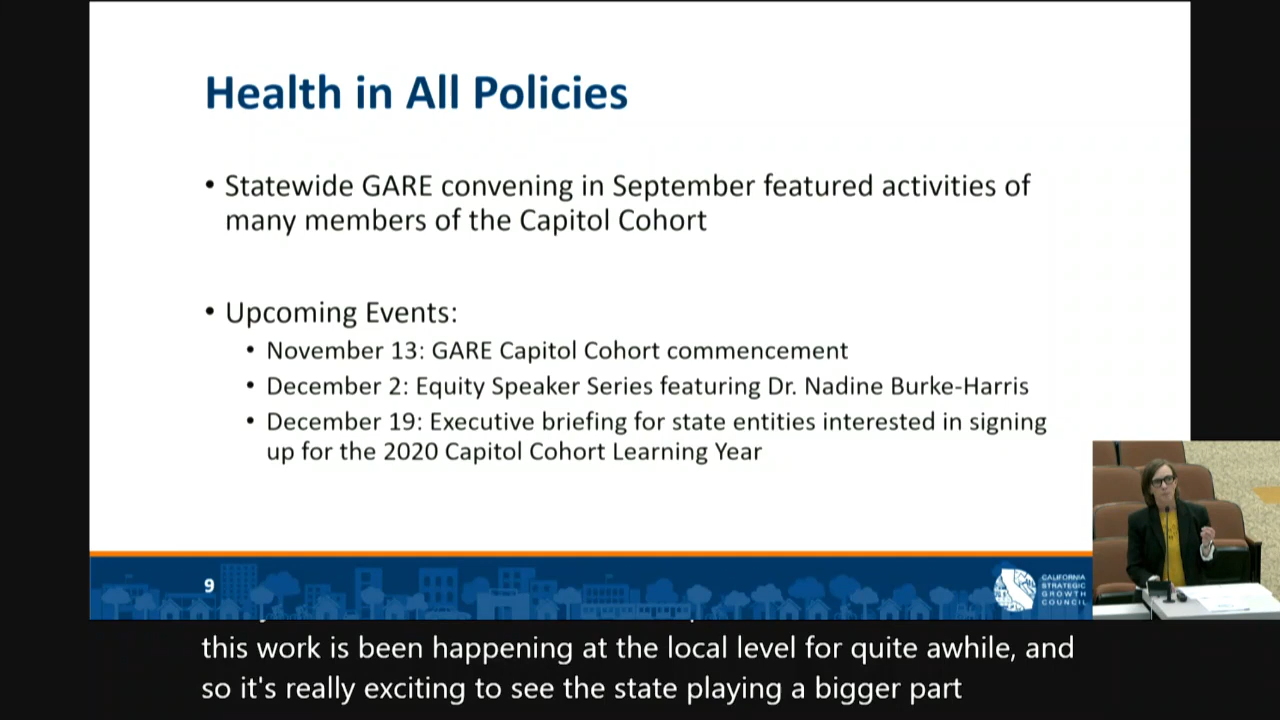 Health in All Policies
• Statewide GARE convening in September featured activities of
many members of the Capitol Cohort
• Upcoming Events:
• November 13: GARE Capitol Cohort commencement
• December 2: Equity Speaker Series featuring Dr. Nadine Burke-Harris
• December 19: Executive briefing for state entities interested in signing
up for the 2020 Capitol Cohort Learning Year
9
CALIFORNIA
STRATEGIC
GROWTH
COUNCIL
this work is been happening at the local level for quite awhile, and
so it's really exciting to see the state playing a bigger part